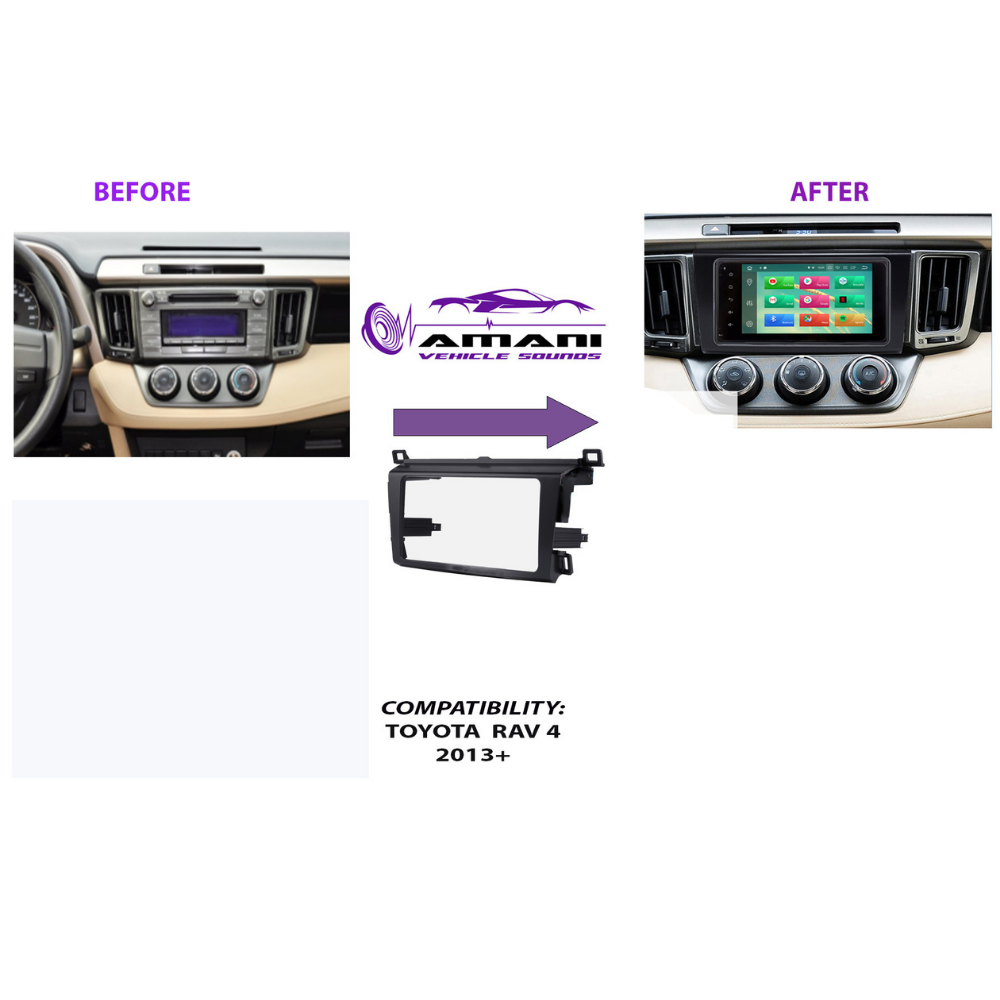 BEFORE
AFTER
AMANI
VEHICLE SOUNDS
COMPATIBILITY:
TOYOTA RAV 4
2013+